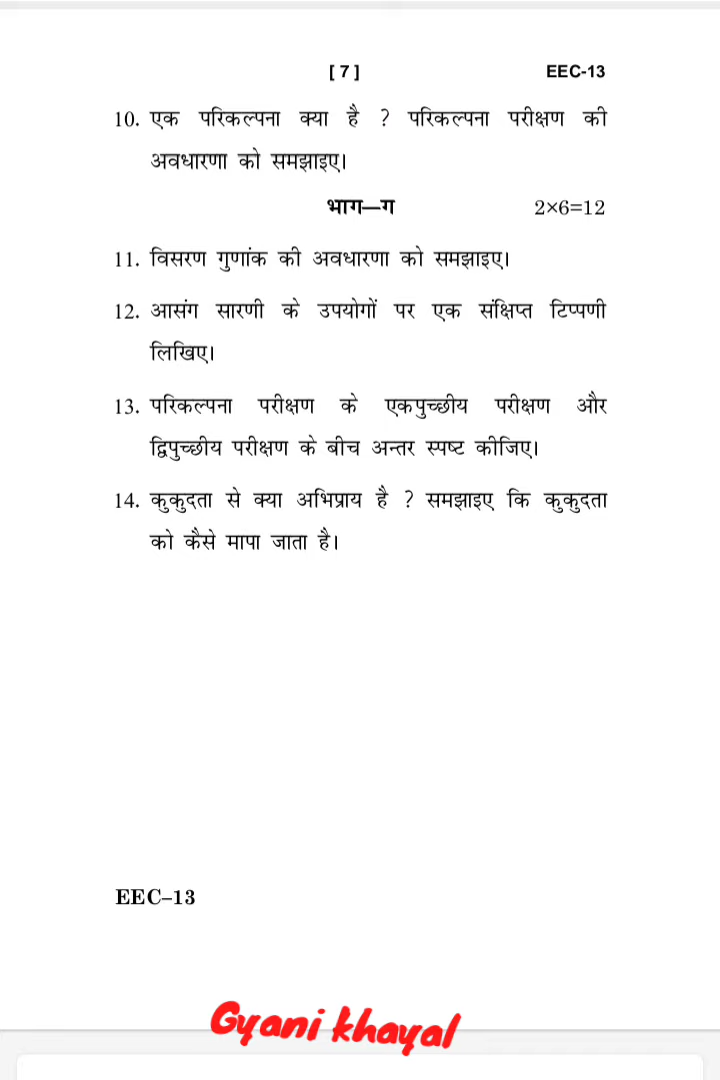 [ 7 ] EEC-13
10. एक परिकल्पना क्या है ? परिकल्पना परीक्षण की
अवधारणा को समझाइए।
भाग—ग 2×6=12
11. विसरण गुणांक की अवधारणा को समझाइए।
12. आसंग सारणी के उपयोगों पर एक संक्षिप्त टिप्पणी
लिखिए।
13. परिकल्पना परीक्षण के एकपुच्छीय परीक्षण और
द्विपुच्छीय परीक्षण के बीच अन्तर स्पष्ट कीजिए।
14. कुकुदता से क्या अभिप्राय है ? समझाइए कि कुकुदता
को कैसे मापा जाता है।
EEC–13
Gyani khayal